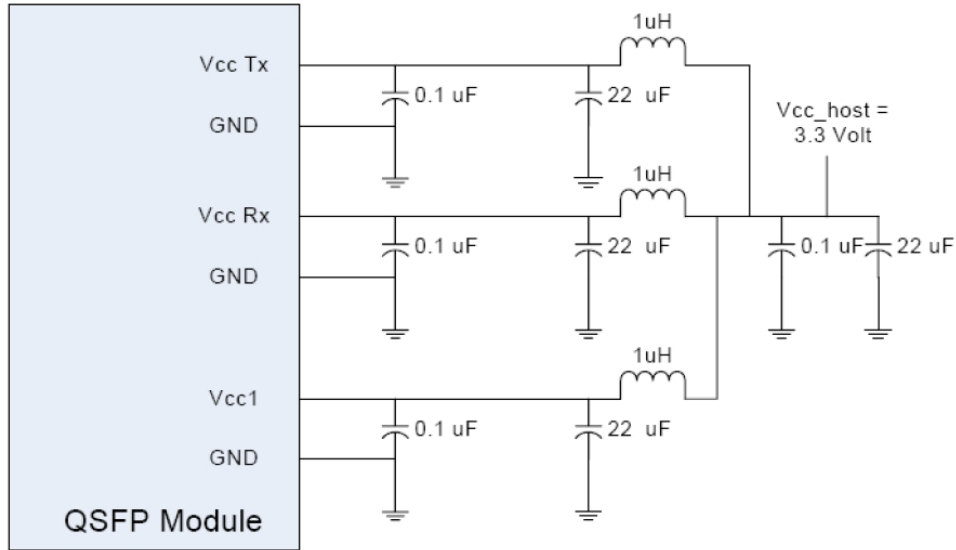 1uH
Vcc Tx
0.1 uF
22 uF
GND
Vcc_host =
3.3 Volt
1uH
Vcc Rx
0.1 uF
22 uF
0.1 uF
22 uF
GND
1uH
Vcc1
0.1 uF
22 uF
GND
QSFP Module